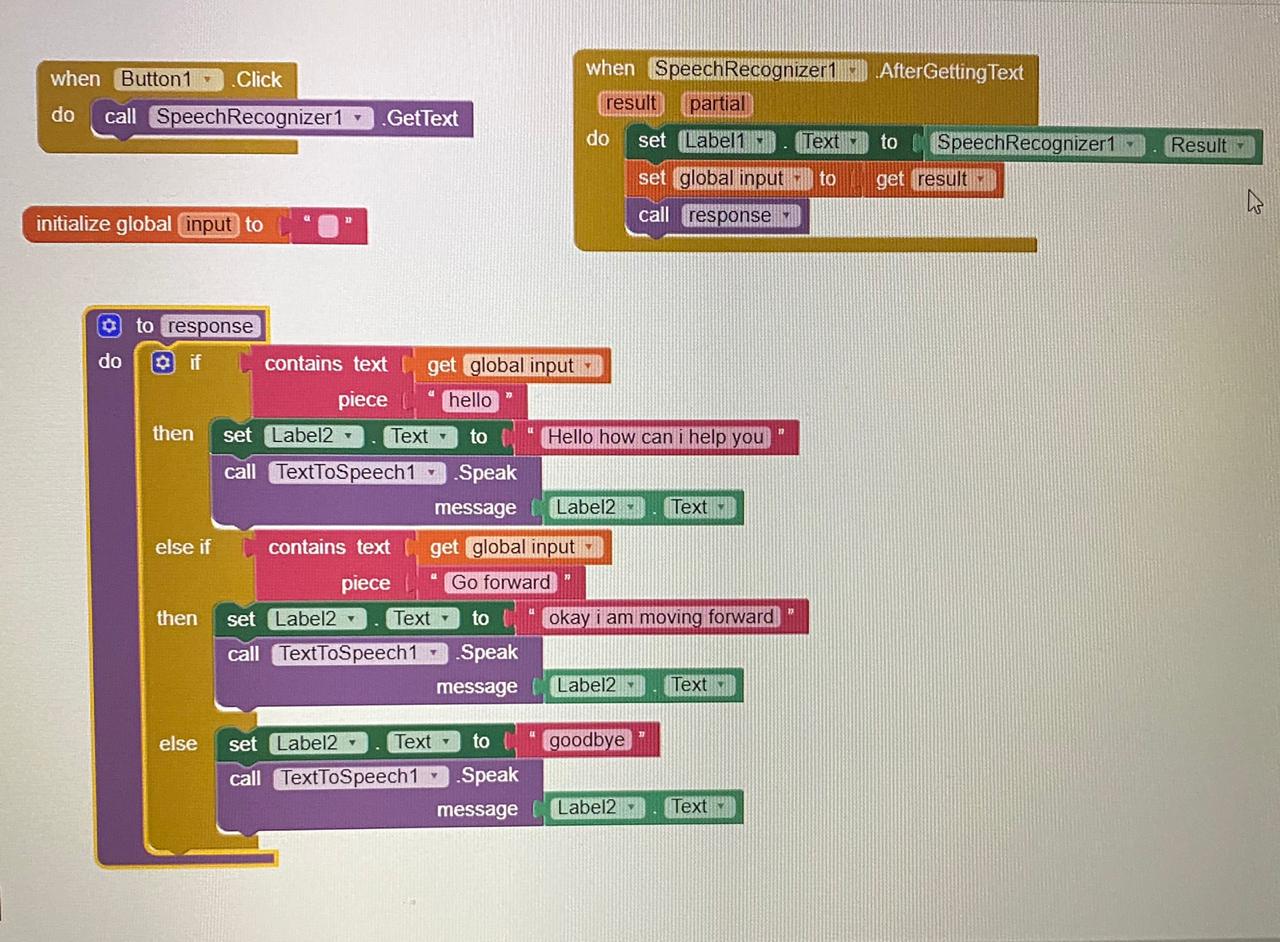 when Button1 .Click
do call SpeechRecognizer1 .GetText
initialize global input to " "
when SpeechRecognizer1 .AfterGettingText
result partial
do set Label1 . Text to SpeechRecognizer1 . Result
set global input to get result
call response
to response
do if contains text get global input
piece " hello "
then set Label2 . Text to " Hello how can i help you "
call TextToSpeech1 .Speak
message Label2 . Text
else if contains text get global input
piece " Go forward "
then set Label2 . Text to " okay i am moving forward "
call TextToSpeech1 .Speak
message Label2 . Text
else set Label2 . Text to " goodbye "
call TextToSpeech1 .Speak
message Label2 . Text